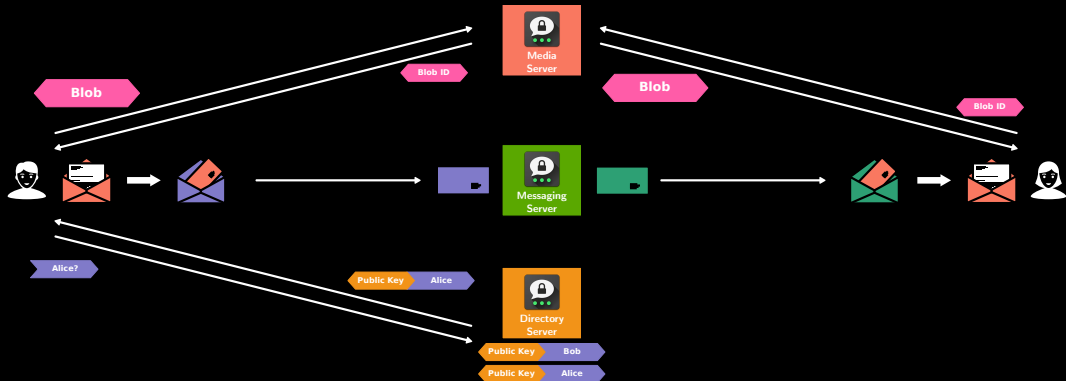 Media
Server
Blob ID
Blob
Blob
Blob ID
Messaging
Server
Alice?
Public Key Alice
Directory
Server
Public Key Bob
Public Key Alice